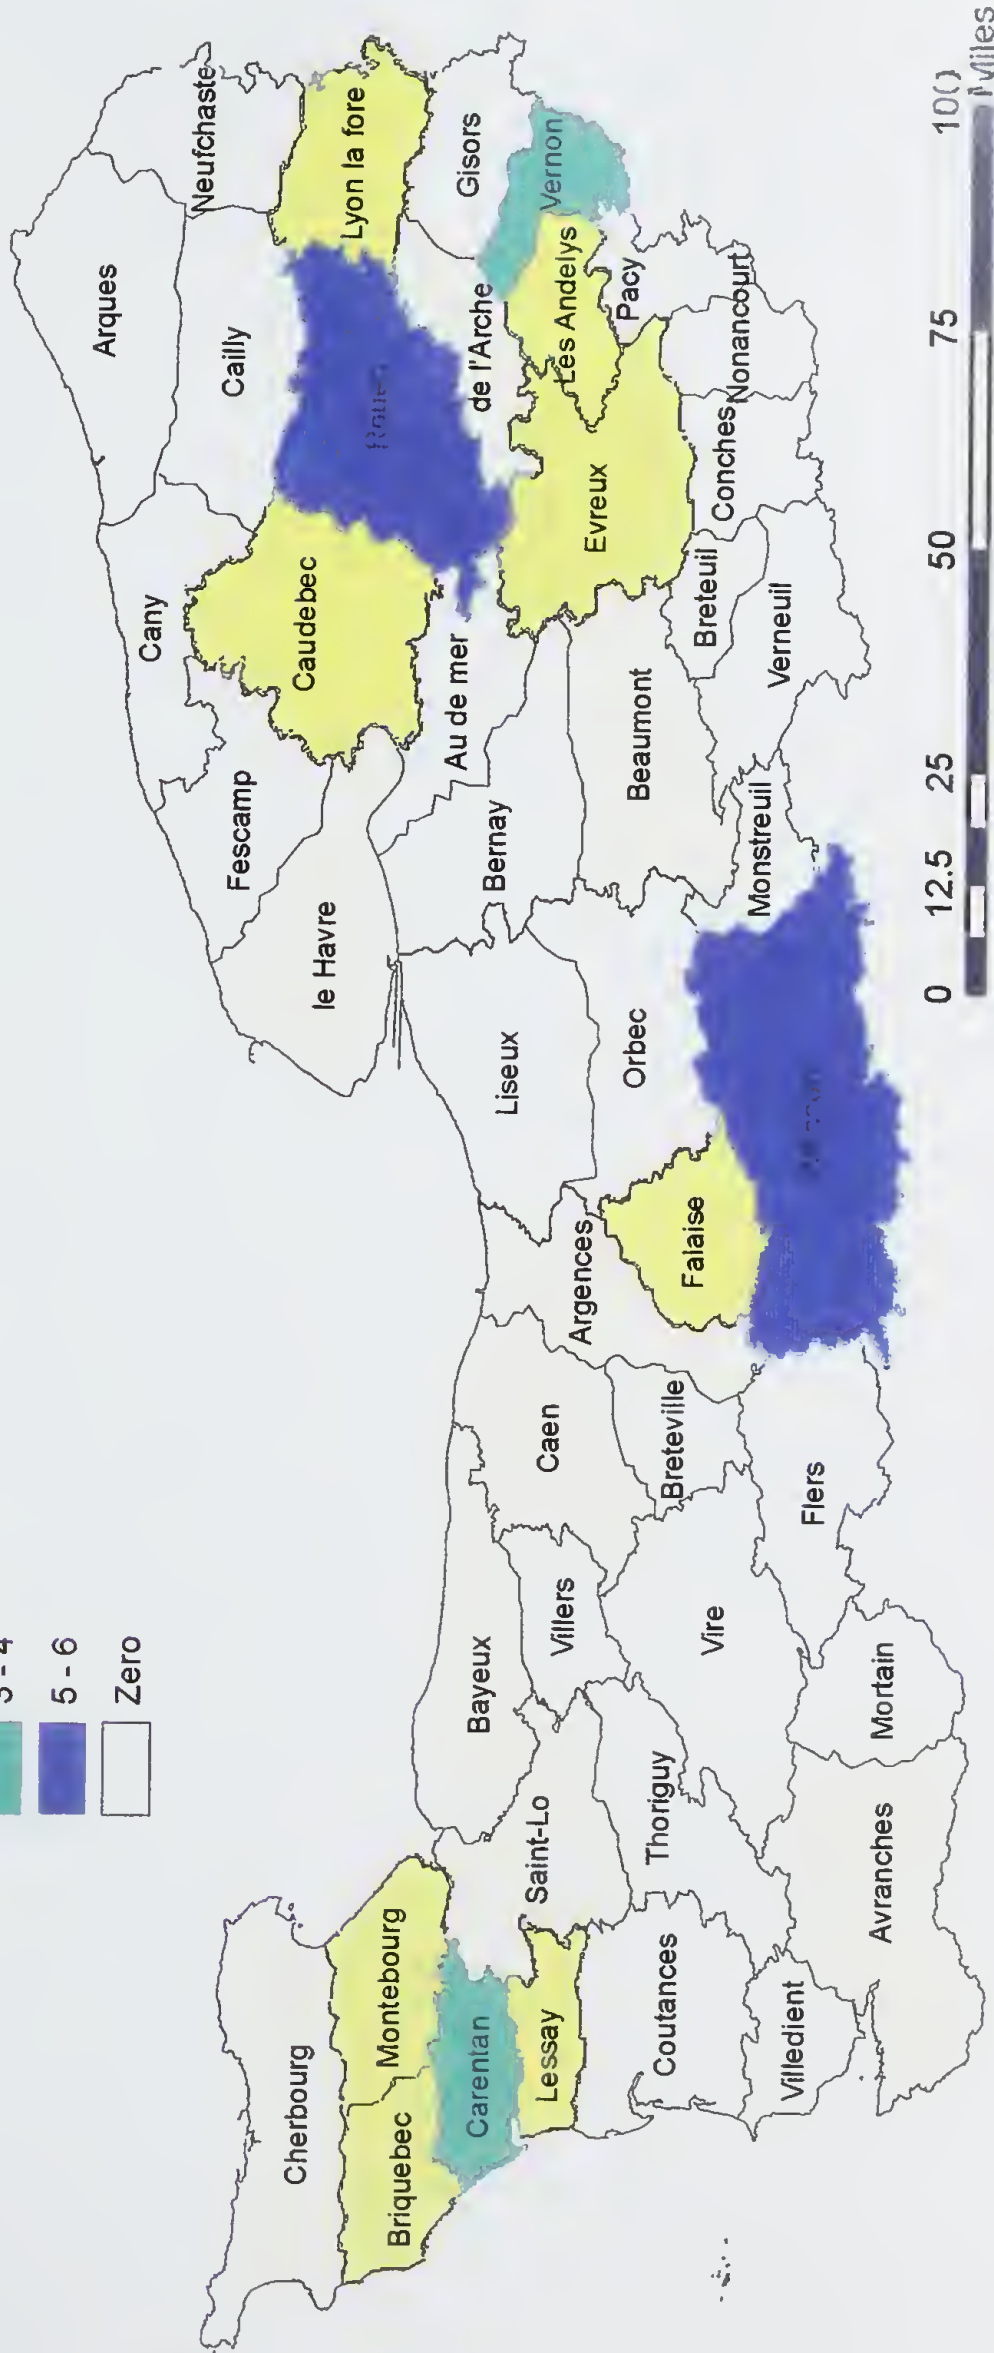 3 - 4
5 - 6
Zero
Cherbourg
Briquebec
Montebourg
Carentan
Lessay
Saint-Lo
Coutances
Thoriguy
Villedient
Avranches
Mortain
Bayeux
Villers
Vire
Caen
Breteville
Flers
Argences
Falaise
Liseux
Orbec
le Havre
Fescamp
Cany
Caudebec
Au de mer
Bernay
Beaumont
Monstreuil
Breteuil
Verneuil
Conches
Nonancourt
Evreux
Les Andelys
Pacy
Vernon
Gisors
de l'Arche
Lyon la fore
Rouen
Cailly
Arques
Neufchaste
0 12.5 25 50 75 100
Miles